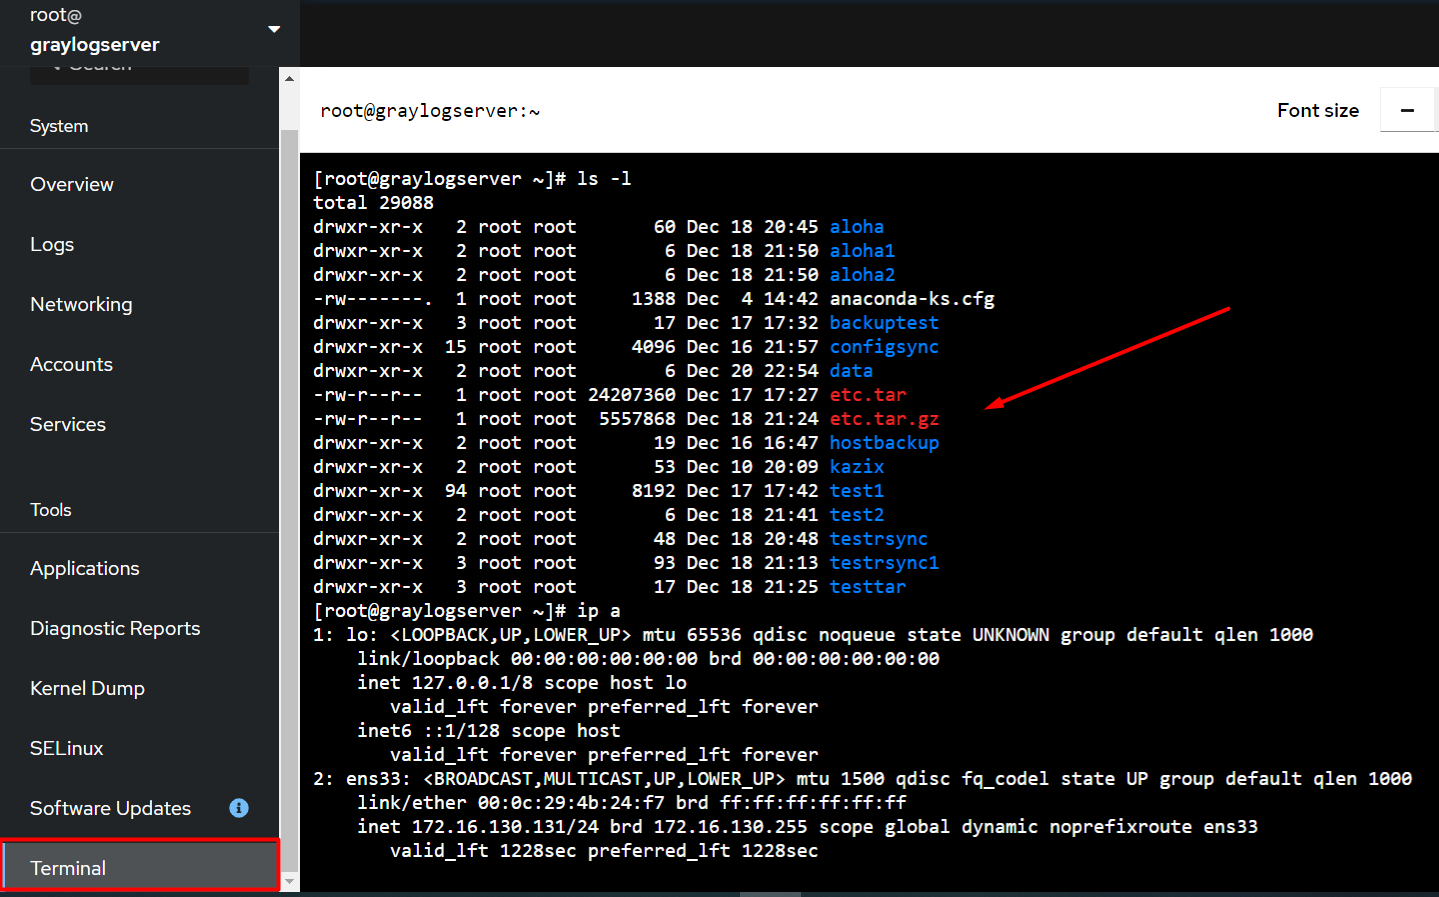 root@
graylogserver
Search
System
Overview
Logs
Networking
Accounts
Services
Tools
Applications
Diagnostic Reports
Kernel Dump
SELinux
Software Updates
Terminal
root@graylogserver:~
Font size
[root@graylogserver ~]# ls -l
total 29088
drwxr-xr-x   2 root root       60 Dec 18 20:45 aloha
drwxr-xr-x   2 root root        6 Dec 18 21:50 aloha1
drwxr-xr-x   2 root root        6 Dec 18 21:50 aloha2
-rw-------.  1 root root     1388 Dec  4 14:42 anaconda-ks.cfg
drwxr-xr-x   3 root root       17 Dec 17 17:32 backuptest
drwxr-xr-x  15 root root     4096 Dec 16 21:57 configsync
drwxr-xr-x   2 root root        6 Dec 20 22:54 data
-rw-r--r--   1 root root 24207360 Dec 17 17:27 etc.tar
-rw-r--r--   1 root root  5557868 Dec 18 21:24 etc.tar.gz
drwxr-xr-x   2 root root       19 Dec 16 16:47 hostbackup
drwxr-xr-x   2 root root       53 Dec 10 20:09 kazix
drwxr-xr-x  94 root root     8192 Dec 17 17:42 test1
drwxr-xr-x   2 root root        6 Dec 18 21:41 test2
drwxr-xr-x   2 root root       48 Dec 18 20:48 testrsync
drwxr-xr-x   3 root root       93 Dec 18 21:13 testrsync1
drwxr-xr-x   3 root root       17 Dec 18 21:25 testtar
[root@graylogserver ~]# ip a
1: lo: <LOOPBACK,UP,LOWER_UP> mtu 65536 qdisc noqueue state UNKNOWN group default qlen 1000
    link/loopback 00:00:00:00:00:00 brd 00:00:00:00:00:00
    inet 127.0.0.1/8 scope host lo
       valid_lft forever preferred_lft forever
    inet6 ::1/128 scope host
       valid_lft forever preferred_lft forever
2: ens33: <BROADCAST,MULTICAST,UP,LOWER_UP> mtu 1500 qdisc fq_codel state UP group default qlen 1000
    link/ether 00:0c:29:4b:24:f7 brd ff:ff:ff:ff:ff:ff
    inet 172.16.130.131/24 brd 172.16.130.255 scope global dynamic noprefixroute ens33
       valid_lft 1228sec preferred_lft 1228sec